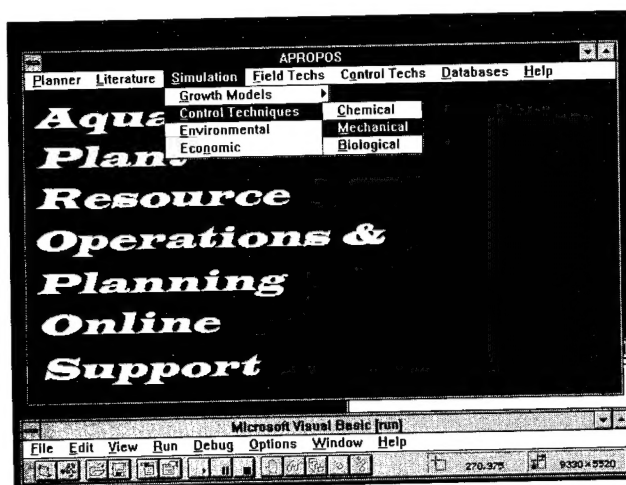 APROPOS
Planner Literature Simulation Field Techs Control Techs Databases Help
Growth Models
Control Techniques
Environmental
Economic
Chemical
Mechanical
Biological
Aqua
Plant
Resource
Operations &
Planning
Online
Support
Microsoft Visual Basic [run]
File Edit View Run Debug Options Window Help
270,375 9330×5520